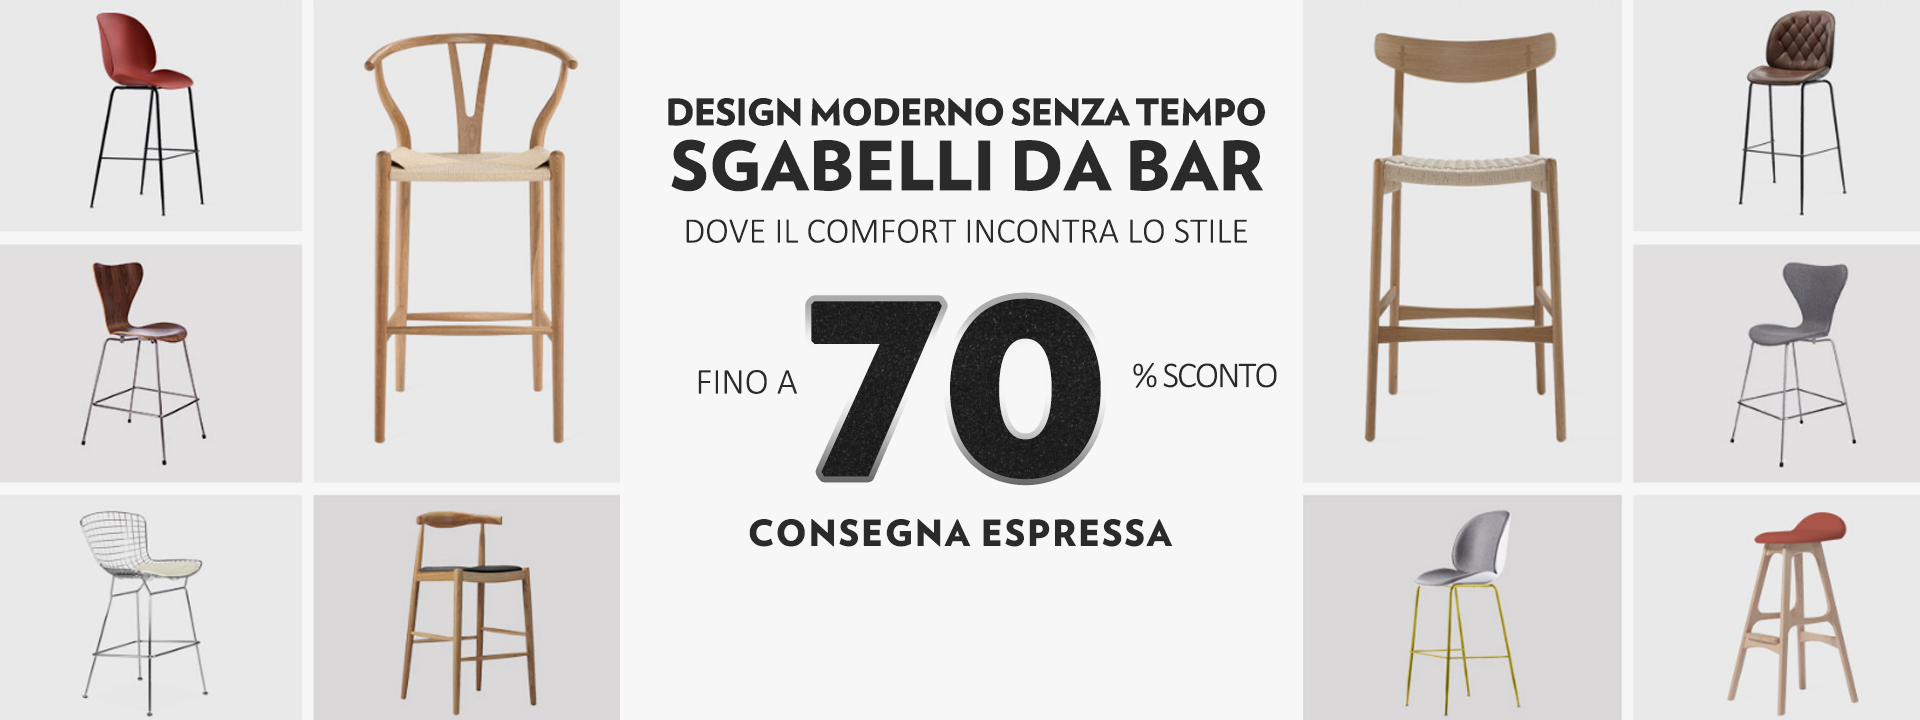 DESIGN MODERNO SENZA TEMPO
SGABELLI DA BAR
DOVE IL COMFORT INCONTRA LO STILE
FINO A 70 % SCONTO
CONSEGNA ESPRESSA